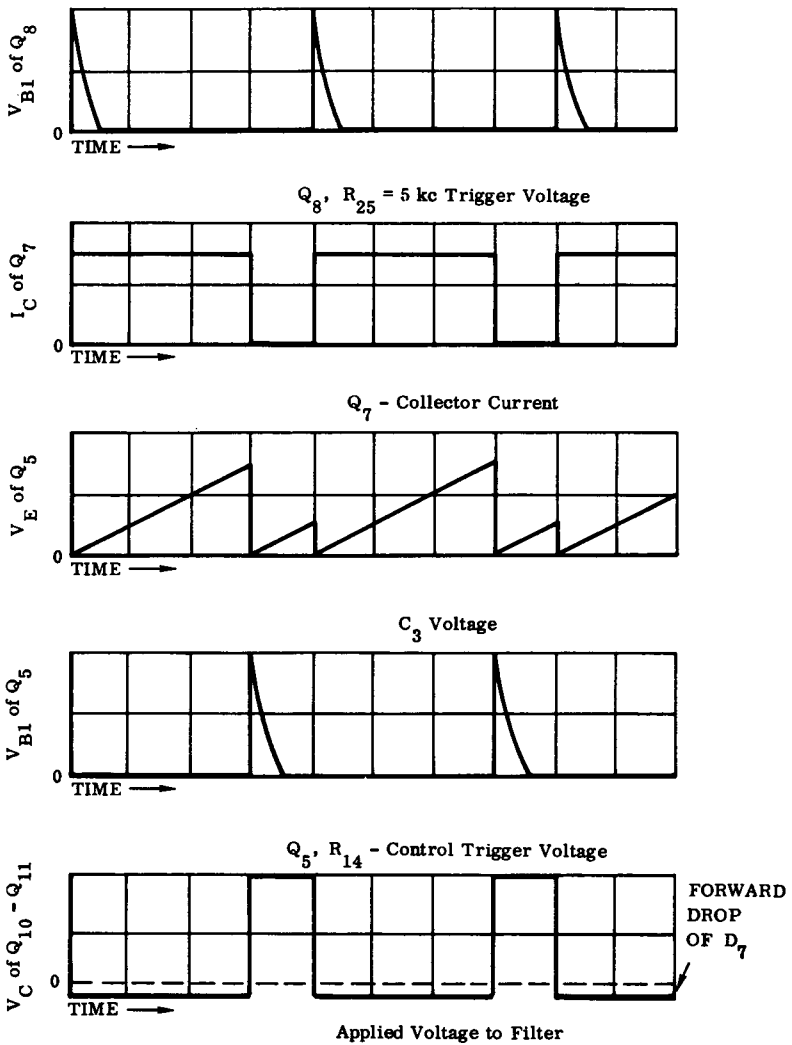 V_B1 of Q_8
0
TIME →
Q_8, R_25 = 5 kc Trigger Voltage
I_C of Q_7
0
TIME →
Q_7 - Collector Current
V_E of Q_5
0
TIME →
C_3 Voltage
V_B1 of Q_5
0
TIME →
Q_5, R_14 - Control Trigger Voltage
V_C of Q_10 - Q_11
0
FORWARD
DROP
OF D_7
TIME →
Applied Voltage to Filter